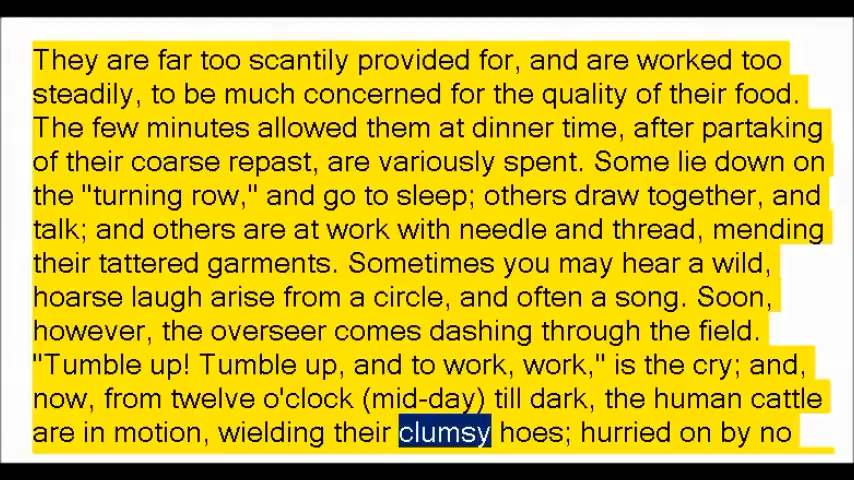 They are far too scantily provided for, and are worked too
steadily, to be much concerned for the quality of their food.
The few minutes allowed them at dinner time, after partaking
of their coarse repast, are variously spent. Some lie down on
the "turning row," and go to sleep; others draw together, and
talk; and others are at work with needle and thread, mending
their tattered garments. Sometimes you may hear a wild,
hoarse laugh arise from a circle, and often a song. Soon,
however, the overseer comes dashing through the field.
"Tumble up! Tumble up, and to work, work," is the cry; and,
now, from twelve o'clock (mid-day) till dark, the human cattle
are in motion, wielding their clumsy hoes; hurried on by no